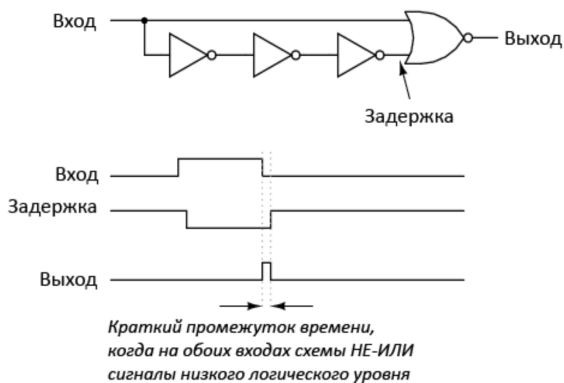 Вход
Выход
Задержка
Вход
Задержка
Выход
Краткий промежуток времени,
когда на обоих входах схемы НЕ-ИЛИ
сигналы низкого логического уровня